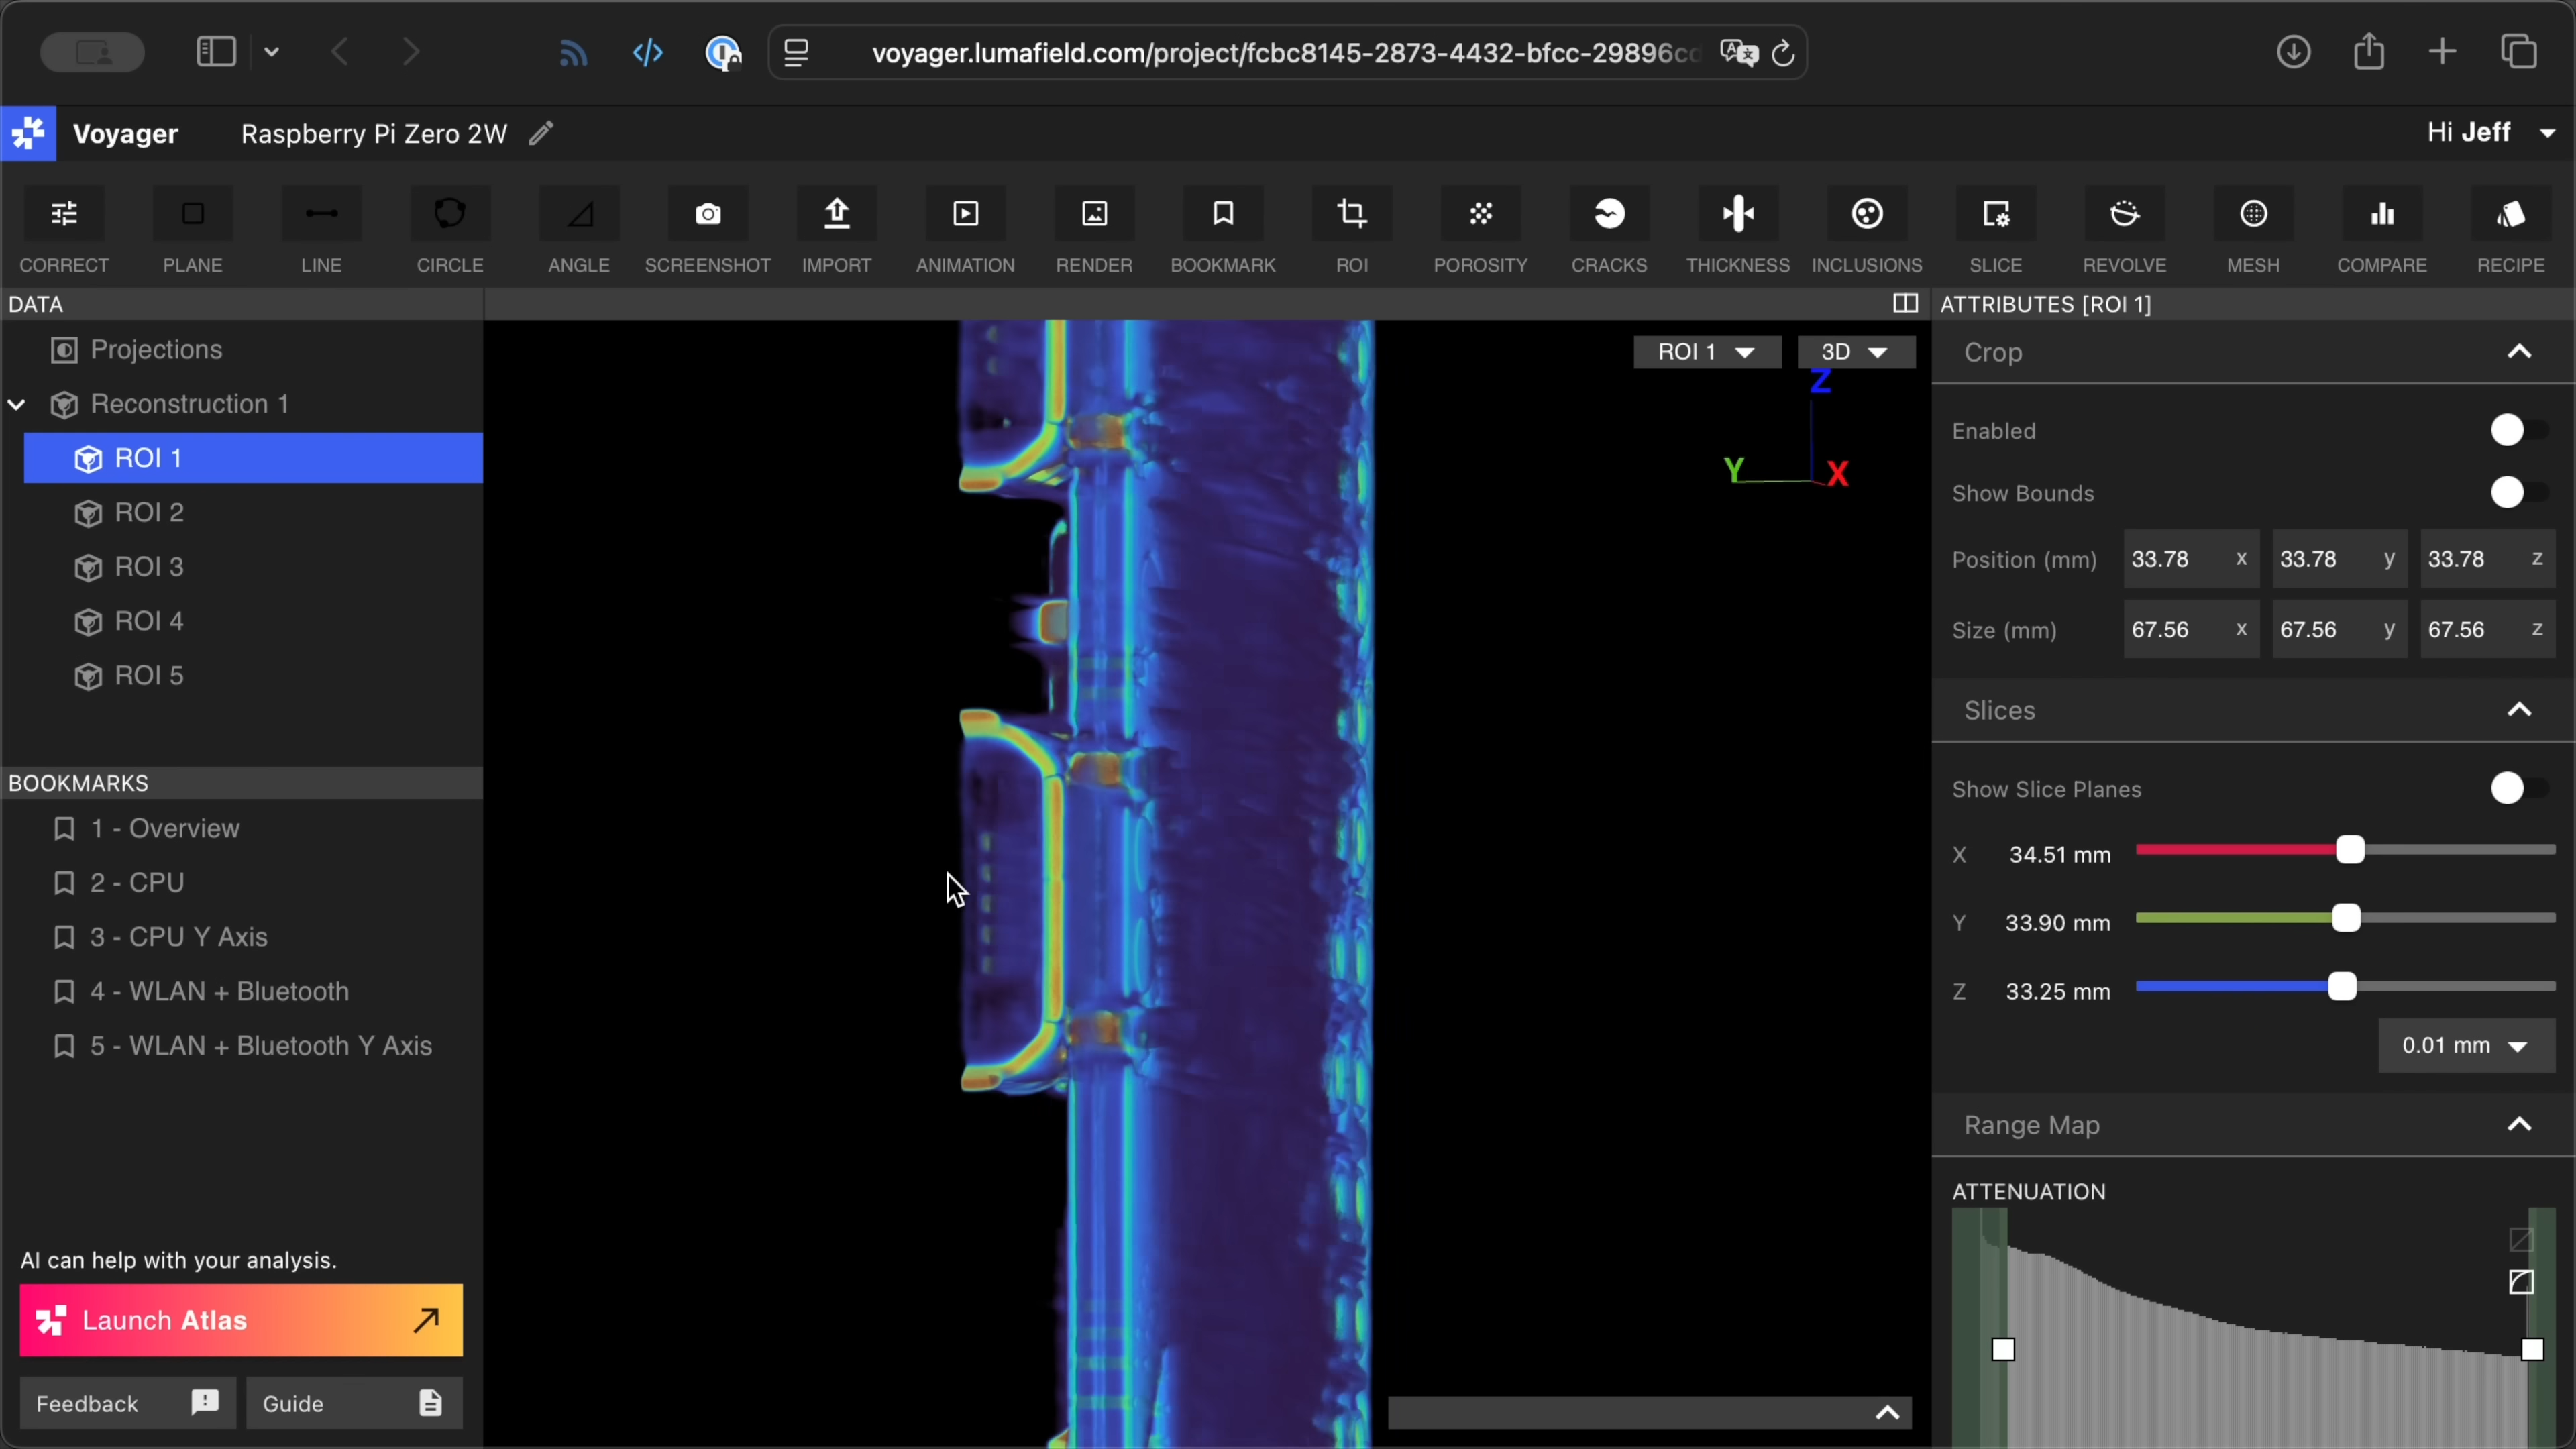 voyager.lumafield.com/project/fcbc8145-2873-4432-bfcc-29896cd
Voyager
Raspberry Pi Zero 2W
Hi Jeff
CORRECT
PLANE
LINE
CIRCLE
ANGLE
SCREENSHOT
IMPORT
ANIMATION
RENDER
BOOKMARK
ROI
POROSITY
CRACKS
THICKNESS
INCLUSIONS
SLICE
REVOLVE
MESH
COMPARE
RECIPE
DATA
Projections
Reconstruction 1
ROI 1
ROI 2
ROI 3
ROI 4
ROI 5
BOOKMARKS
1 - Overview
2 - CPU
3 - CPU Y Axis
4 - WLAN + Bluetooth
5 - WLAN + Bluetooth Y Axis
AI can help with your analysis.
Launch Atlas
Feedback
Guide
ROI 1
3D
Z
Y
X
ATTRIBUTES [ROI 1]
Crop
Enabled
Show Bounds
Position (mm) 33.78 x 33.78 y 33.78 z
Size (mm) 67.56 x 67.56 y 67.56 z
Slices
Show Slice Planes
X 34.51 mm
Y 33.90 mm
Z 33.25 mm
0.01 mm
Range Map
ATTENUATION